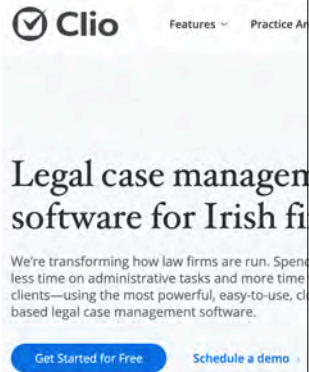 Clio
Features Practice Ar
Legal case managem
software for Irish fi
We're transforming how law firms are run. Spend
less time on administrative tasks and more time
clients—using the most powerful, easy-to-use, cl
based legal case management software.
Get Started for Free Schedule a demo